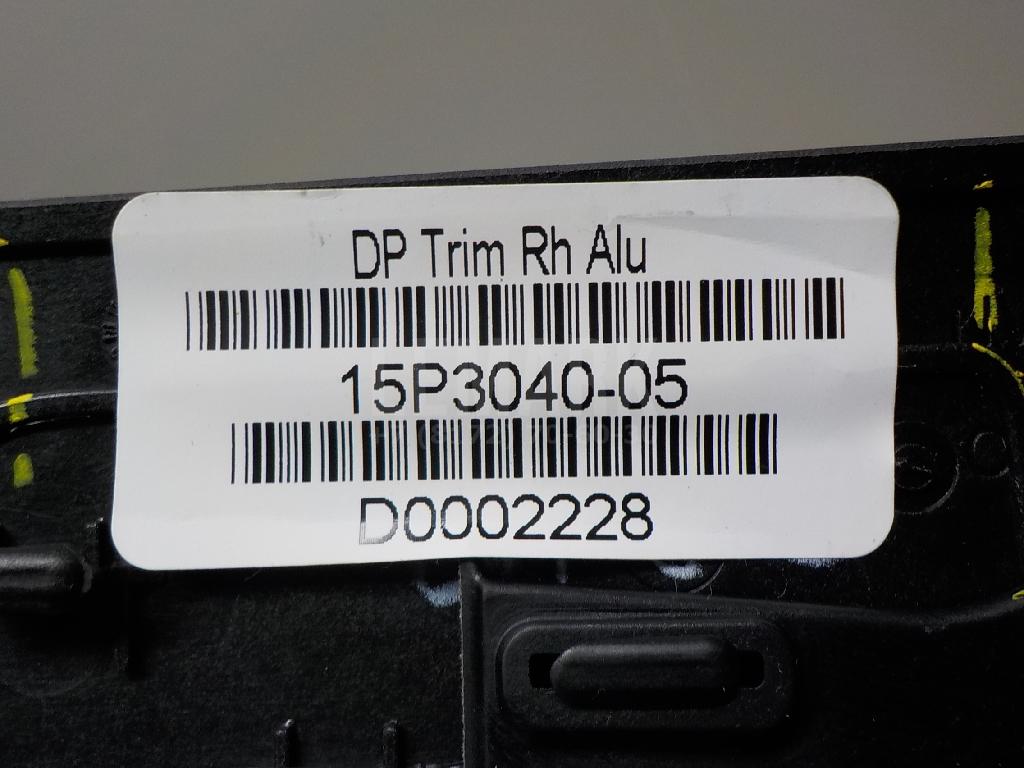 DP Trim Rh Alu
15P3040-05
D0002228